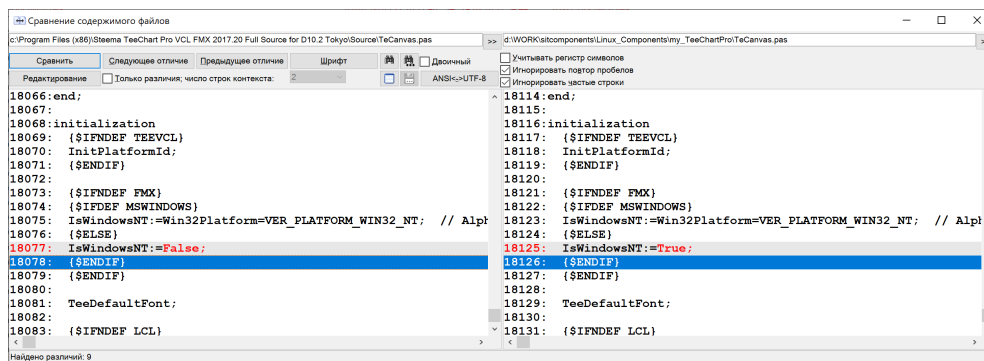 Сравнение содержимого файлов
c:\Program Files (x86)\Steema TeeChart Pro VCL FMX 2017.20 Full Source for D10.2 Tokyo\Source\TeCanvas.pas >> d:\WORK\sitcomponents\Linux_Components\my_TeeChartPro\TeCanvas.pas
Сравнить Следующее отличие Предыдущее отличие Шрифт Двоичный
Редактирование Только различия; число строк контекста: 2 ANSI<=>UTF-8
Учитывать регистр символов
Игнорировать повтор пробелов
Игнорировать частые строки
18066:end;
18067:
18068:initialization
18069:  {$IFNDEF TEEVCL}
18070:  InitPlatformId;
18071:  {$ENDIF}
18072:
18073:  {$IFNDEF FMX}
18074:  {$IFDEF MSWINDOWS}
18075:  IsWindowsNT:=Win32Platform=VER_PLATFORM_WIN32_NT;  // Alph
18076:  {$ELSE}
18077:  IsWindowsNT:=False;
18078:  {$ENDIF}
18079:  {$ENDIF}
18080:
18081:  TeeDefaultFont;
18082:
18083:  {$IFNDEF LCL}
18114:end;
18115:
18116:initialization
18117:  {$IFNDEF TEEVCL}
18118:  InitPlatformId;
18119:  {$ENDIF}
18120:
18121:  {$IFNDEF FMX}
18122:  {$IFDEF MSWINDOWS}
18123:  IsWindowsNT:=Win32Platform=VER_PLATFORM_WIN32_NT;  // Alph
18124:  {$ELSE}
18125:  IsWindowsNT:=True;
18126:  {$ENDIF}
18127:  {$ENDIF}
18128:
18129:  TeeDefaultFont;
18130:
18131:  {$IFNDEF LCL}
Найдено различий: 9